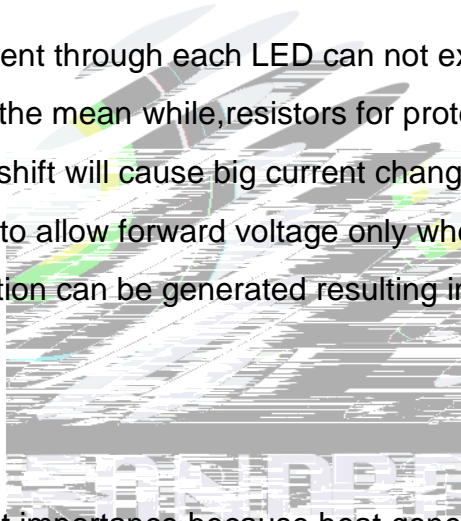 ent through each LED can not ex
the mean while,resistors for prote
shift will cause big current chang
to allow forward voltage only whe
tion can be generated resulting in
t importance because heat gene